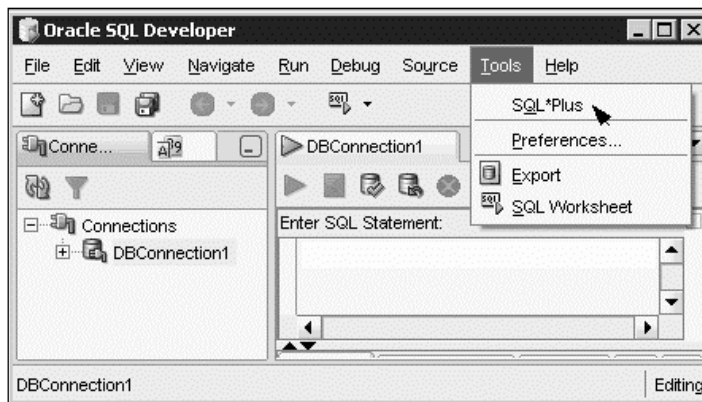 Oracle SQL Developer
File Edit View Navigate Run Debug Source Tools Help
SQL*Plus
Preferences...
Export
SQL Worksheet
Conne...
DBConnection1
Connections
DBConnection1
Enter SQL Statement:
DBConnection1
Editing